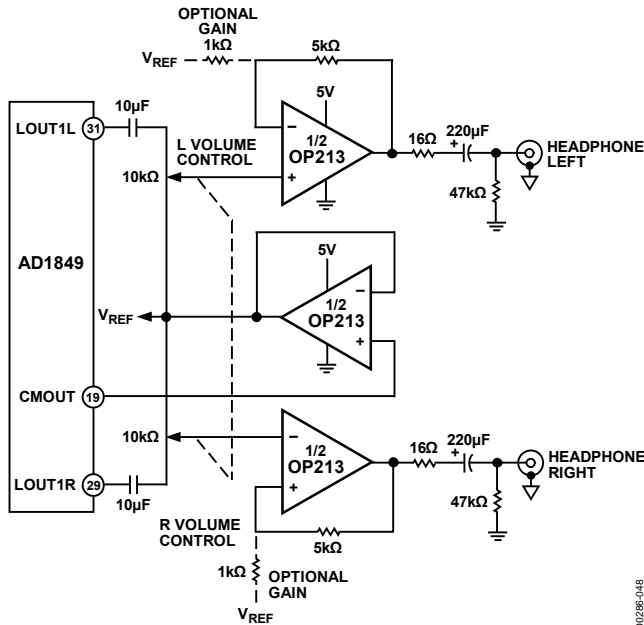 OPTIONAL
GAIN
1kΩ
VREF
5kΩ
5V
10µF
LOUT1L
31
L VOLUME
CONTROL
−
1/2
OP213
+
16Ω
220µF
+
HEADPHONE
LEFT
47kΩ
10kΩ
AD1849
5V
−
1/2
OP213
+
VREF
CMOUT
19
10kΩ
−
1/2
OP213
+
16Ω
220µF
+
HEADPHONE
RIGHT
47kΩ
LOUT1R
29
10µF
R VOLUME
CONTROL
5kΩ
1kΩ
OPTIONAL
GAIN
VREF
00286-048